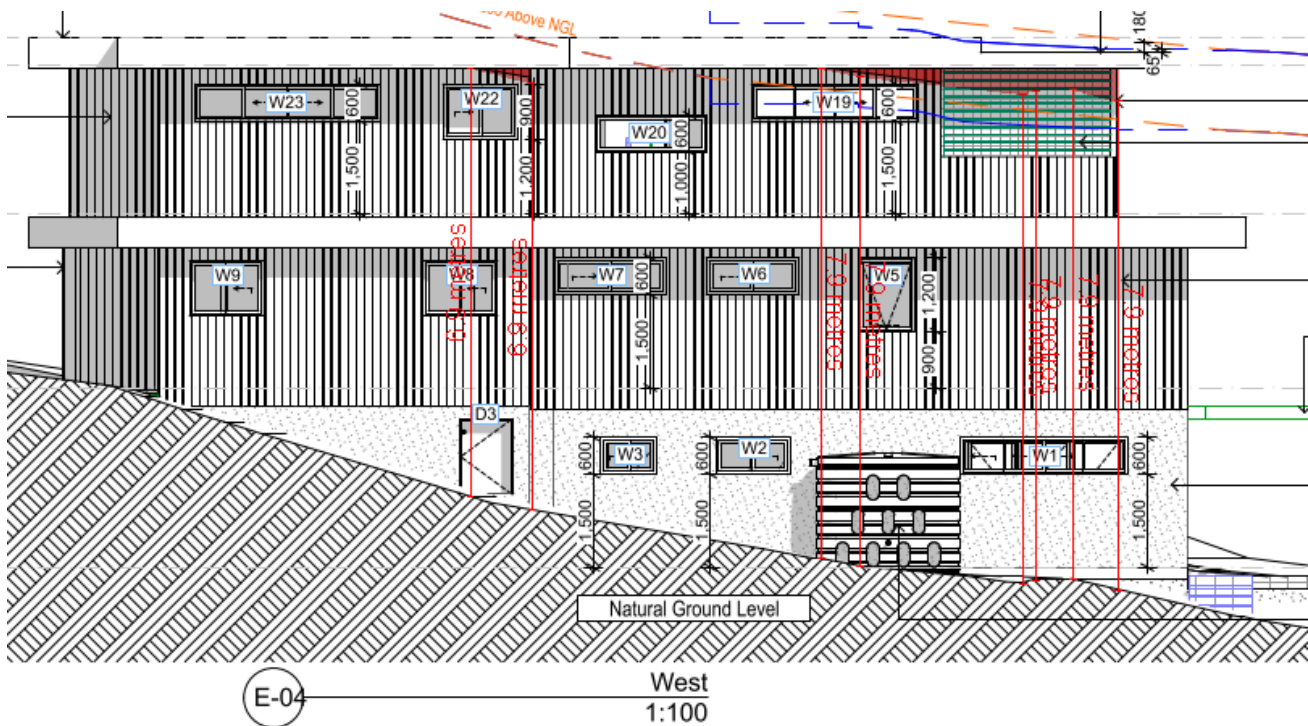 Above NGL
180
65
W23
600
W22
900
W20
600
W19
600
1,500
1,200
1,000
1,500
6.9 metres
6.9 metres
7.9 metros
7.9 metres
7.9 metros
7.9 metres
7.9 metros
W9
W8
W7
600
W6
W5
1,200
1.500
900
D3
W3
600
W2
600
W1
600
1.500
1.500
1.500
Natural Ground Level
E-04
West
1:100